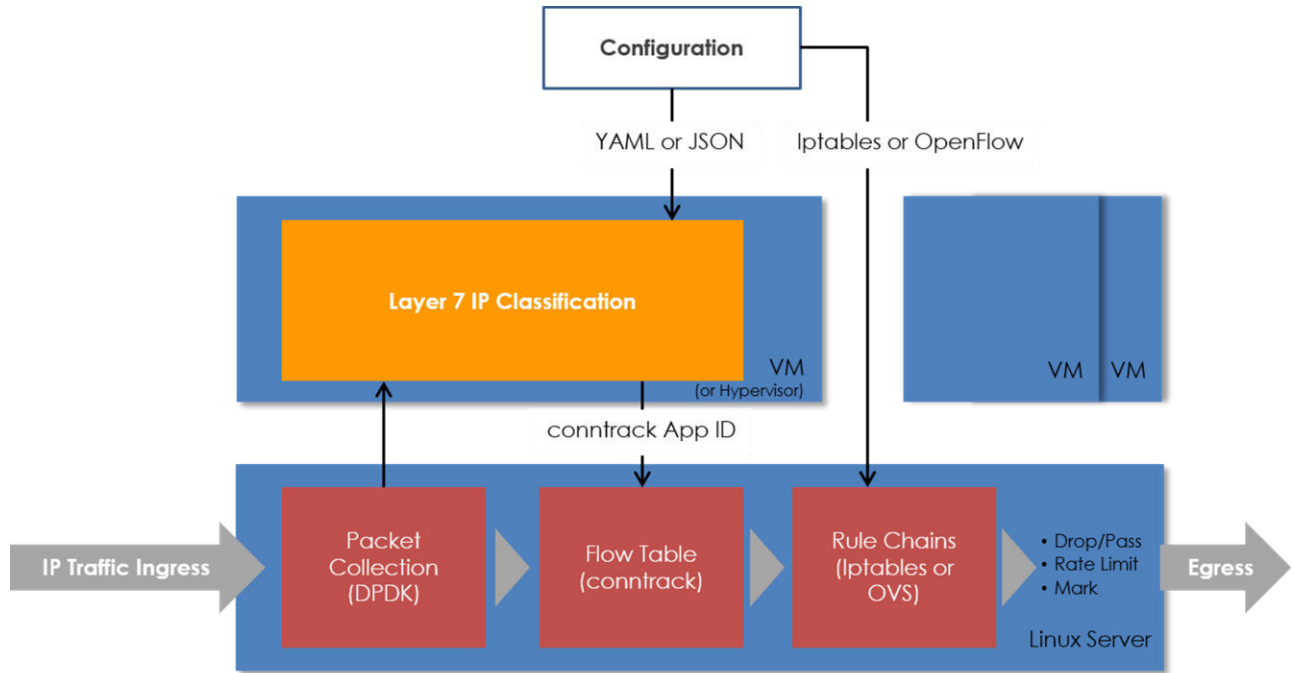 Configuration
YAML or JSON
Iptables or OpenFlow
Layer 7 IP Classification
VM
(or Hypervisor)
VM
VM
conntrack App ID
IP Traffic Ingress
Packet
Collection
(DPDK)
Flow Table
(conntrack)
Rule Chains
(Iptables or
OVS)
• Drop/Pass
• Rate Limit
• Mark
Linux Server
Egress